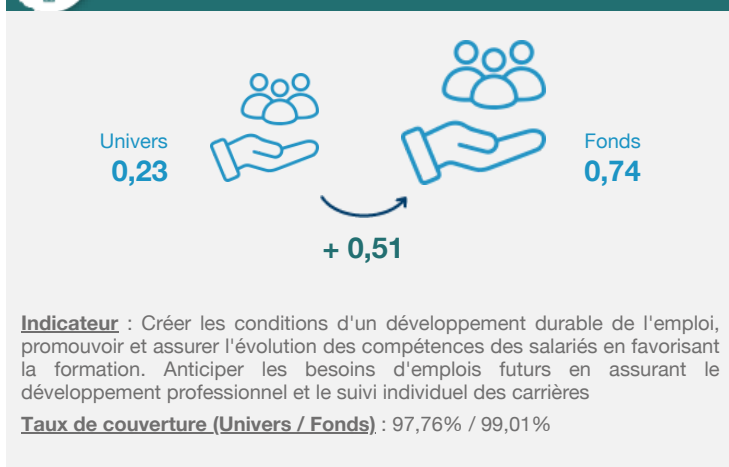 Univers
0,23
Fonds
0,74
+ 0,51
Indicateur : Créer les conditions d'un développement durable de l'emploi,
promouvoir et assurer l'évolution des compétences des salariés en favorisant
la formation. Anticiper les besoins d'emplois futurs en assurant le
développement professionnel et le suivi individuel des carrières
Taux de couverture (Univers / Fonds) : 97,76% / 99,01%